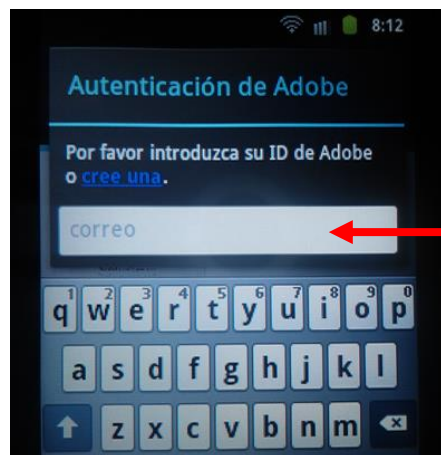 8:12
Autenticación de Adobe
Por favor introduzca su ID de Adobe
o cree una.
correo
1 2 3 4 5 6 7 8 9 0
q w e r t y u i o p
a s d f g h j k l
z x c v b n m